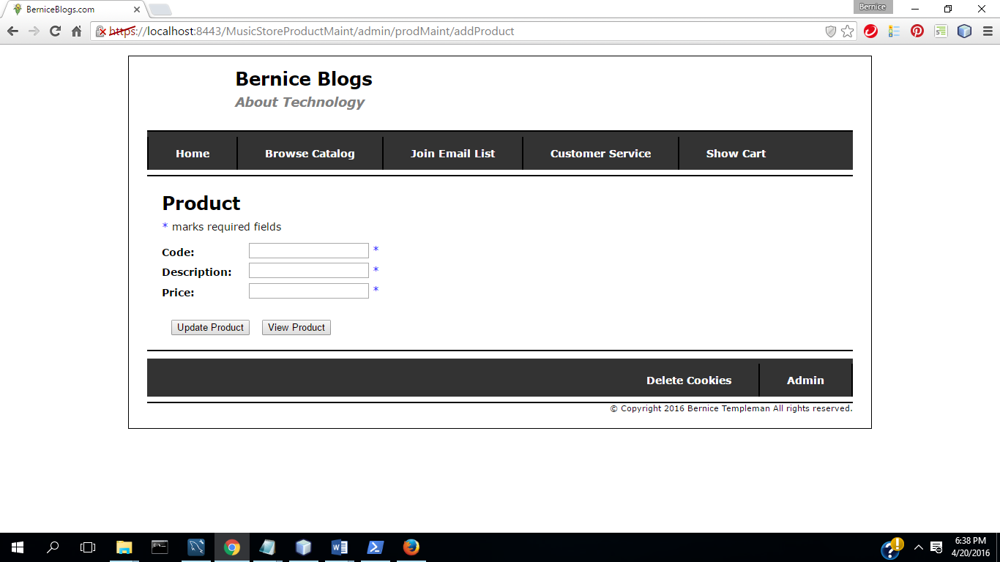 BerniceBlogs.com
Bernice
https://localhost:8443/MusicStoreProductMaint/admin/prodMaint/addProduct
Bernice Blogs
About Technology
Home Browse Catalog Join Email List Customer Service Show Cart
Product
* marks required fields
Code: *
Description: *
Price: *
Update Product View Product
Delete Cookies Admin
© Copyright 2016 Bernice Templeman All rights reserved.
6:38 PM
4/20/2016